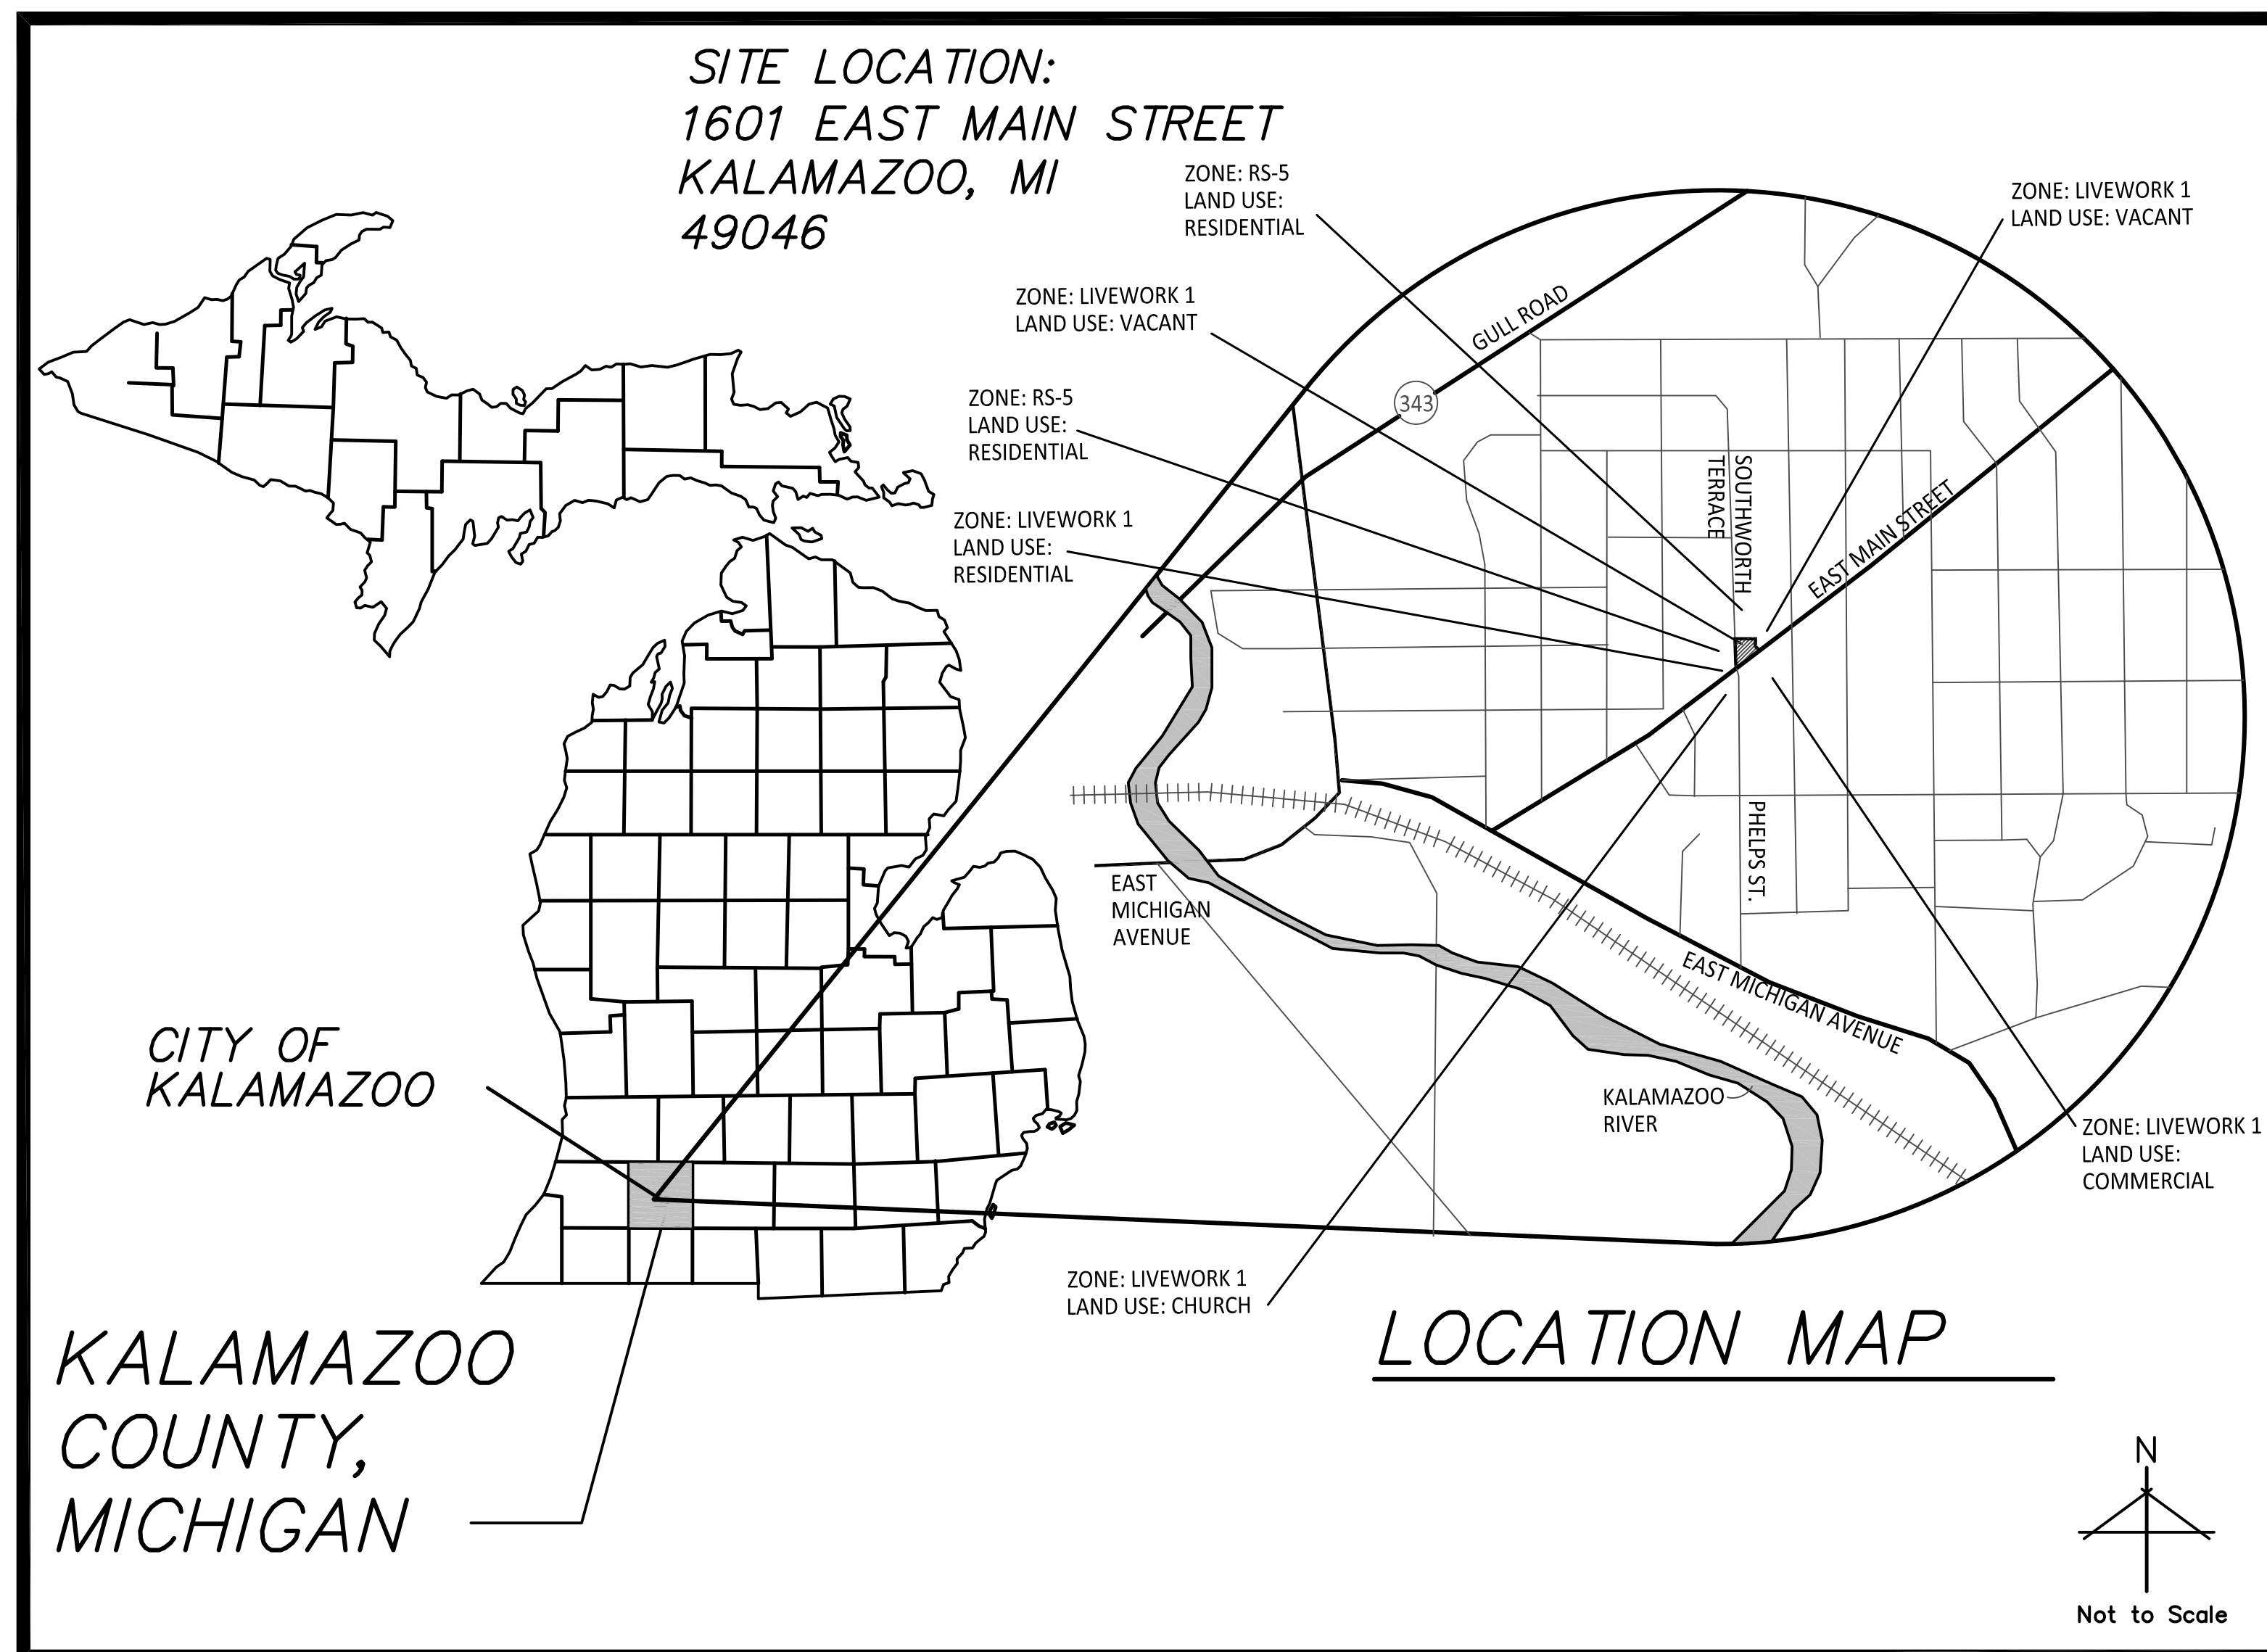 SITE LOCATION:
1601 EAST MAIN STREET
KALAMAZOO, MI
49046
ZONE: RS-5
LAND USE:
RESIDENTIAL
ZONE: LIVEWORK 1
LAND USE: VACANT
ZONE: LIVEWORK 1
LAND USE: VACANT
ZONE: RS-5
LAND USE:
RESIDENTIAL
ZONE: LIVEWORK 1
LAND USE:
RESIDENTIAL
GULL ROAD
343
SOUTHWORTH
TERRACE
EAST MAIN STREET
PHELPS ST.
EAST
MICHIGAN
AVENUE
EAST MICHIGAN AVENUE
KALAMAZOO
RIVER
CITY OF
KALAMAZOO
ZONE: LIVEWORK 1
LAND USE:
COMMERCIAL
ZONE: LIVEWORK 1
LAND USE: CHURCH
LOCATION MAP
KALAMAZOO
COUNTY,
MICHIGAN
N
Not to Scale